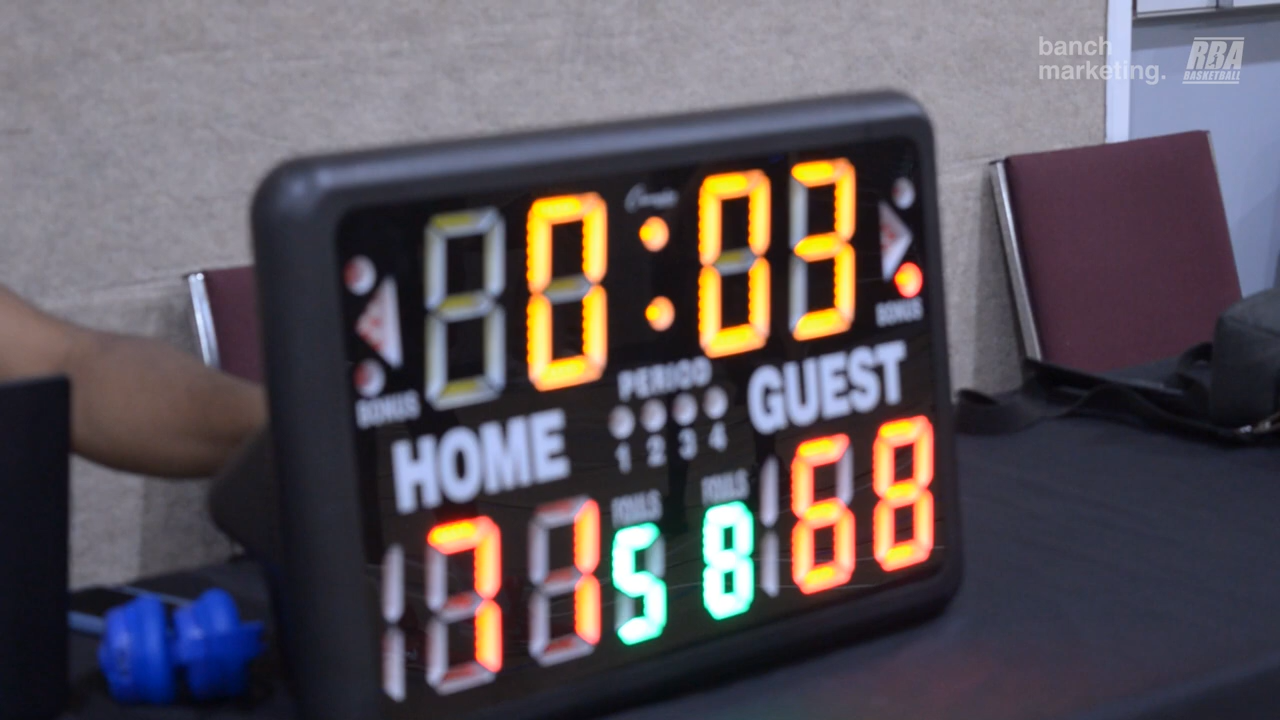 banch
marketing.
RBA
BASKETBALL
0:03
BONUS
BONUS
PERIOD
HOME
GUEST
1 2 3 4
FOULS
FOULS
71
5
8
68